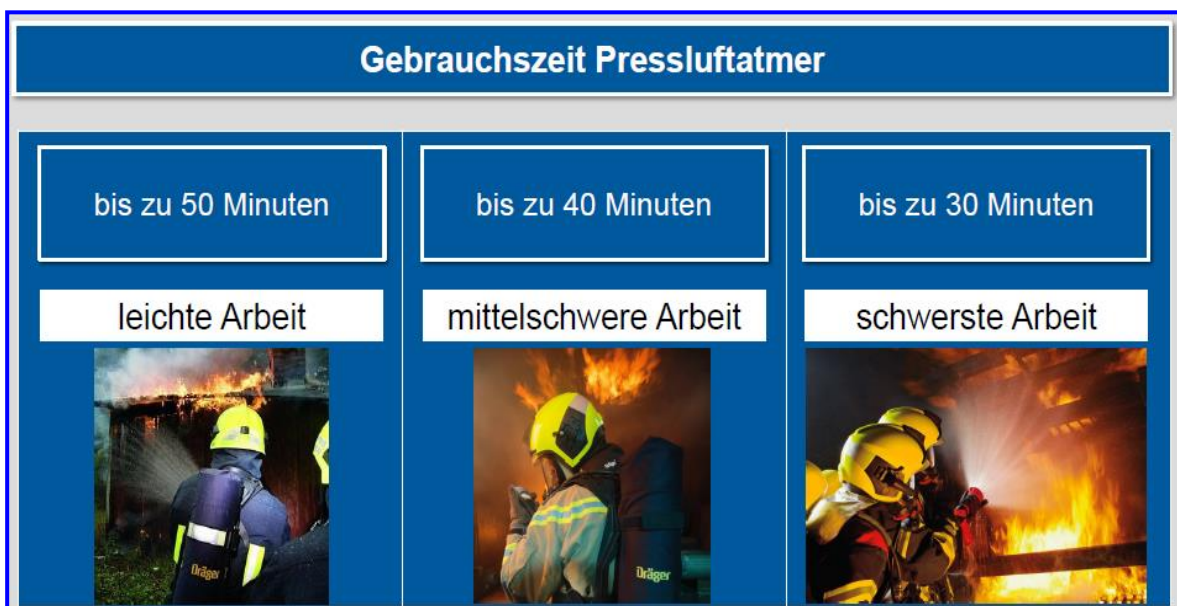 Gebrauchszeit Pressluftatmer
bis zu 50 Minuten
bis zu 40 Minuten
bis zu 30 Minuten
leichte Arbeit
mittelschwere Arbeit
schwerste Arbeit
Dräger
Dräger